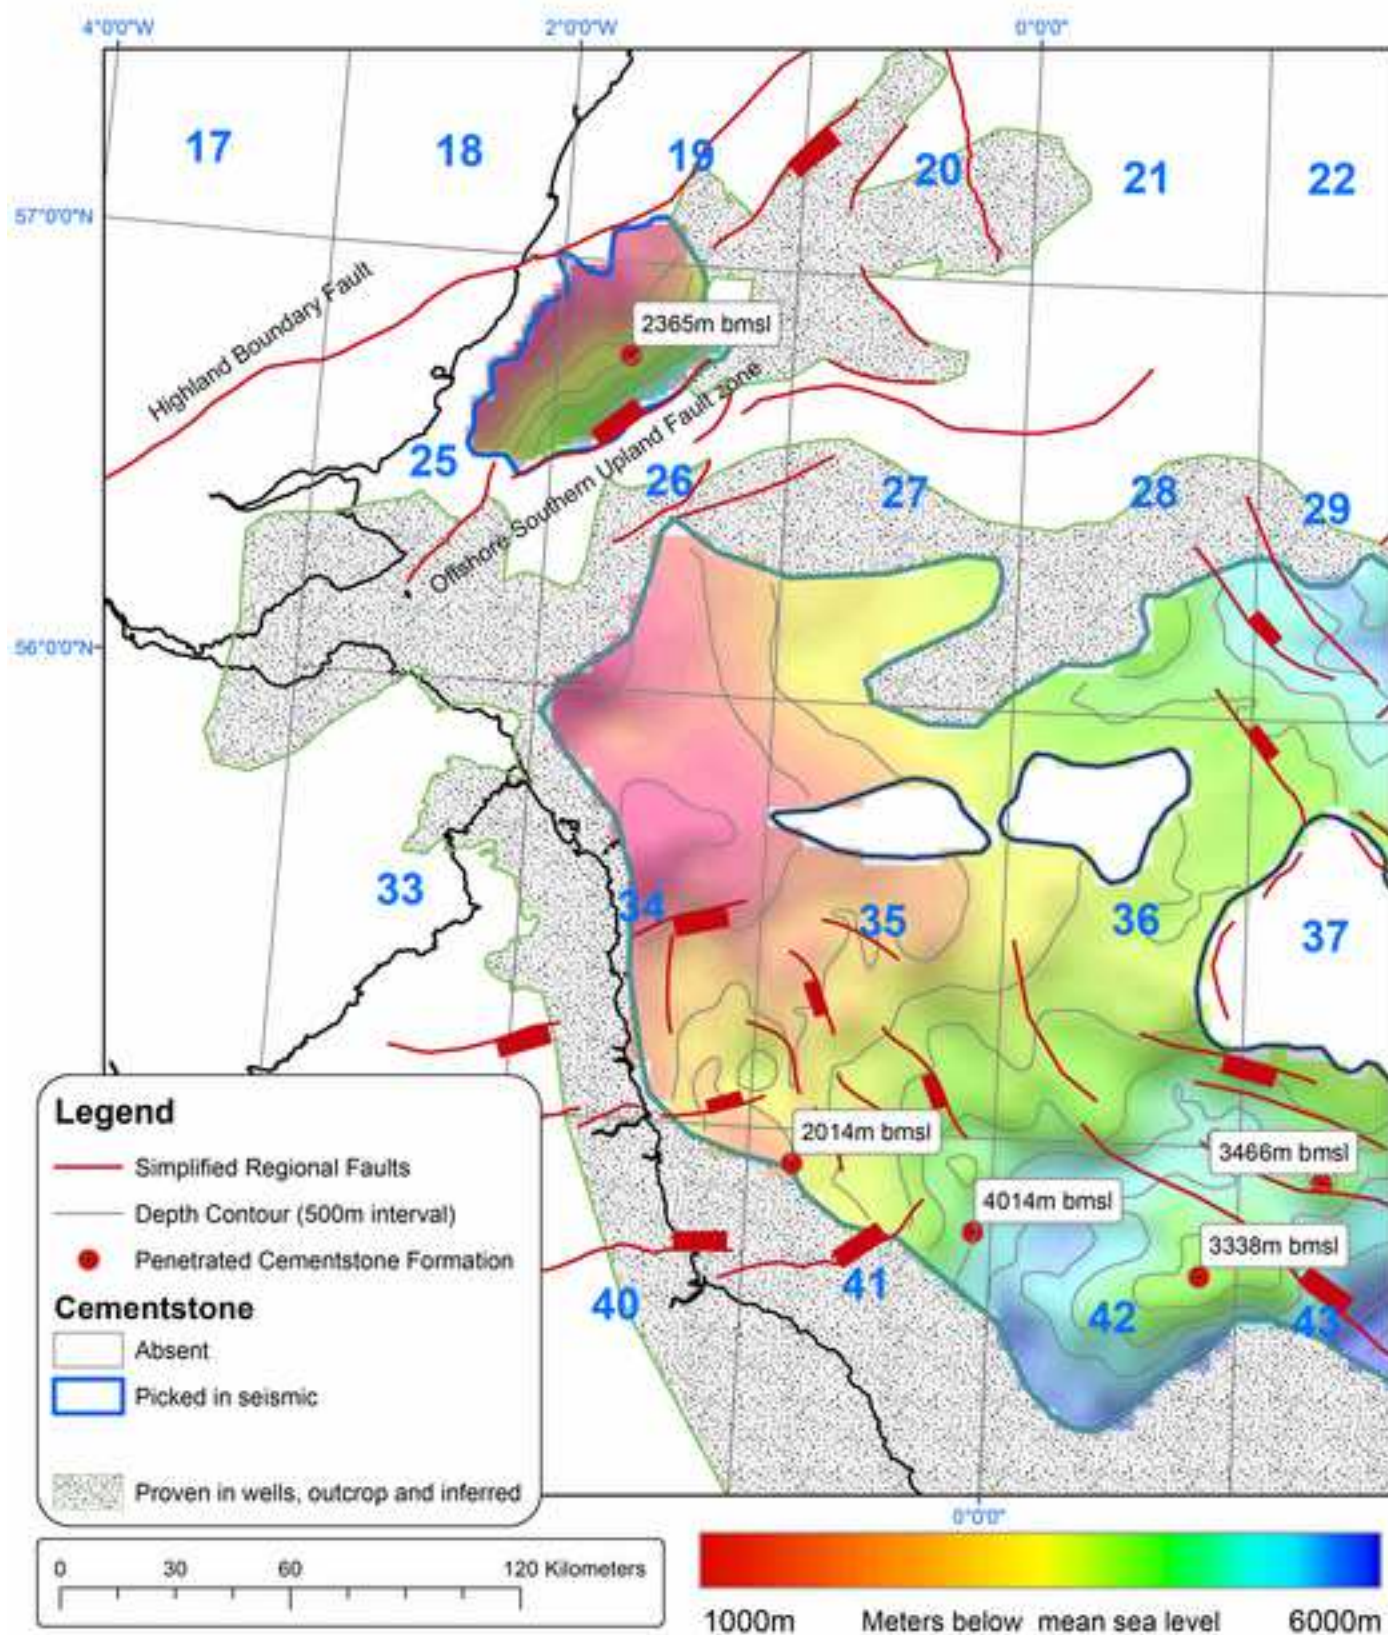 4°0'0"W
2°0'0"W
0°0'0"
17
18
19
20
21
22
57°0'0"N
Highland Boundary Fault
2365m bmsl
25
Offshore Southern Upland Fault zone
26
27
28
29
56°0'0"N
33
34
35
36
37
2014m bmsl
3466m bmsl
4014m bmsl
3338m bmsl
40
41
42
43
Legend
Simplified Regional Faults
Depth Contour (500m interval)
Penetrated Cementstone Formation
Cementstone
Absent
Picked in seismic
Proven in wells, outcrop and inferred
0°0'0"
0 30 60 120 Kilometers
1000m Meters below mean sea level 6000m